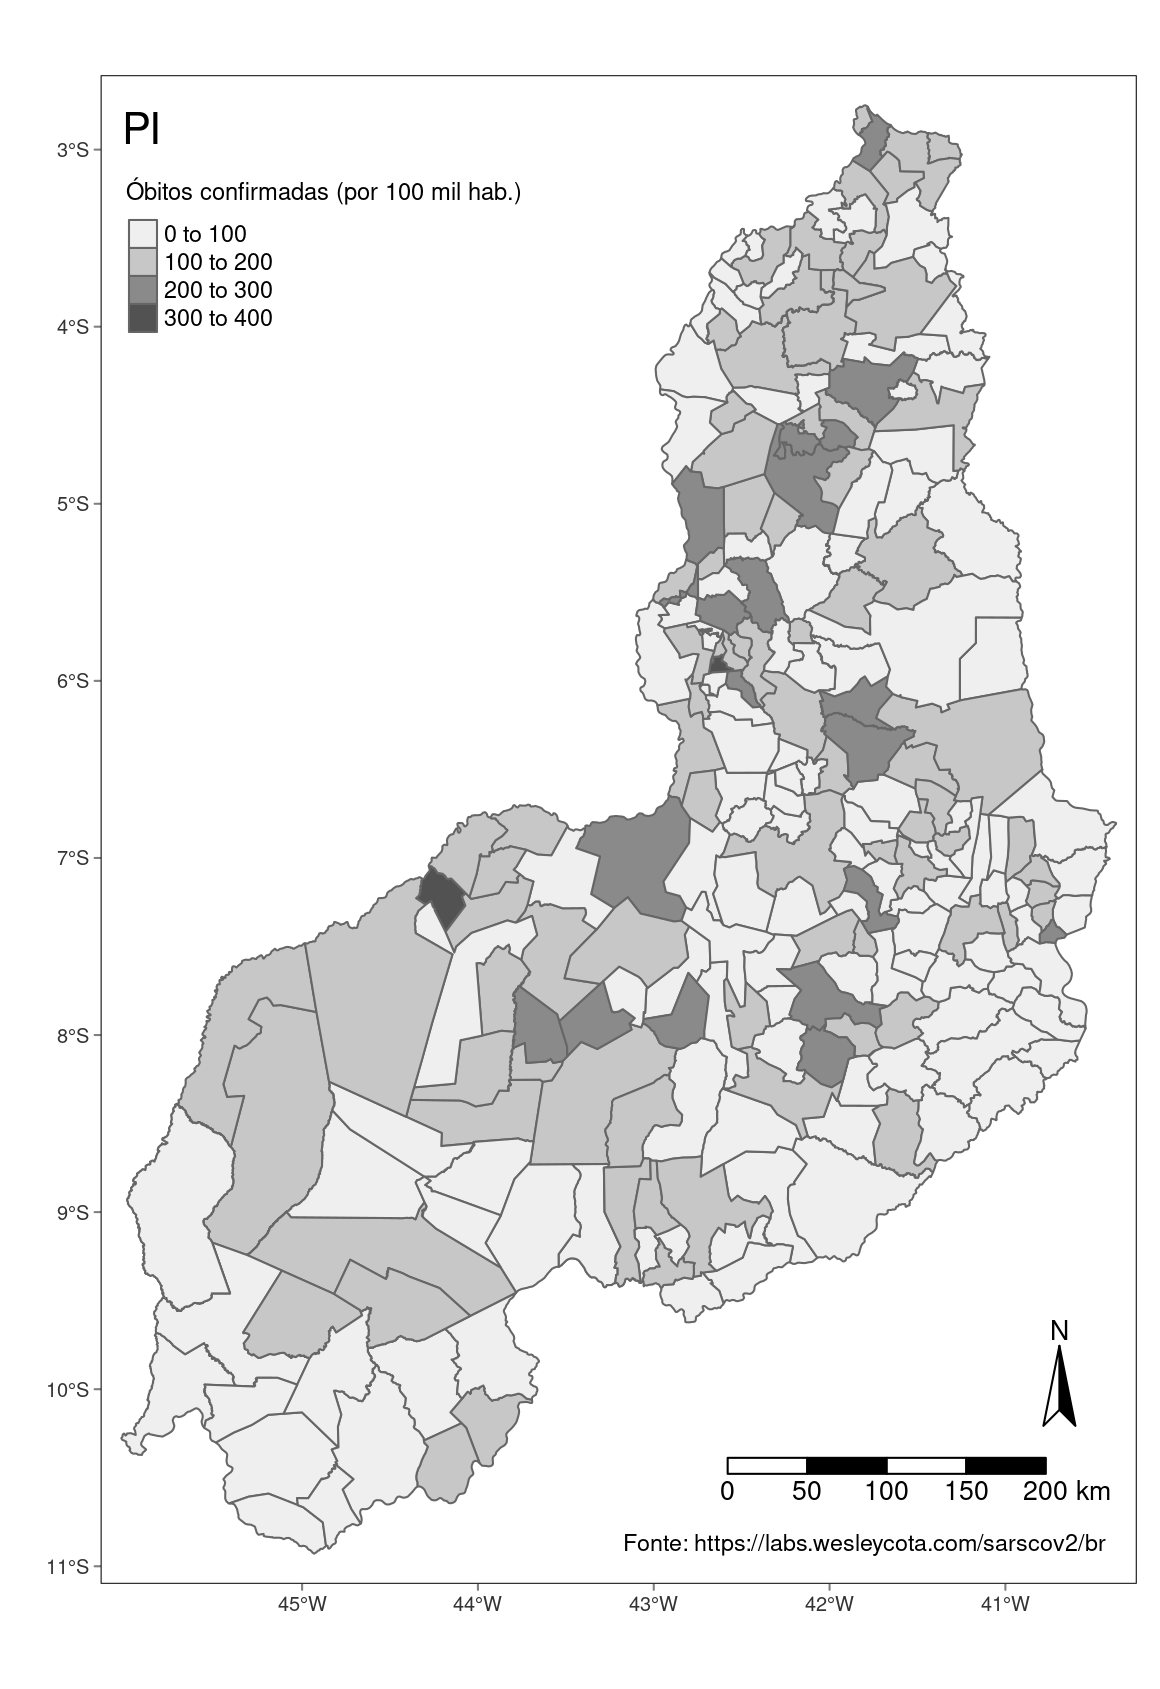 PI
Óbitos confirmadas (por 100 mil hab.)
0 to 100
100 to 200
200 to 300
300 to 400
3°S
4°S
5°S
6°S
7°S
8°S
9°S
10°S
11°S
N
0 50 100 150 200 km
Fonte: https://labs.wesleycota.com/sarscov2/br
45°W 44°W 43°W 42°W 41°W